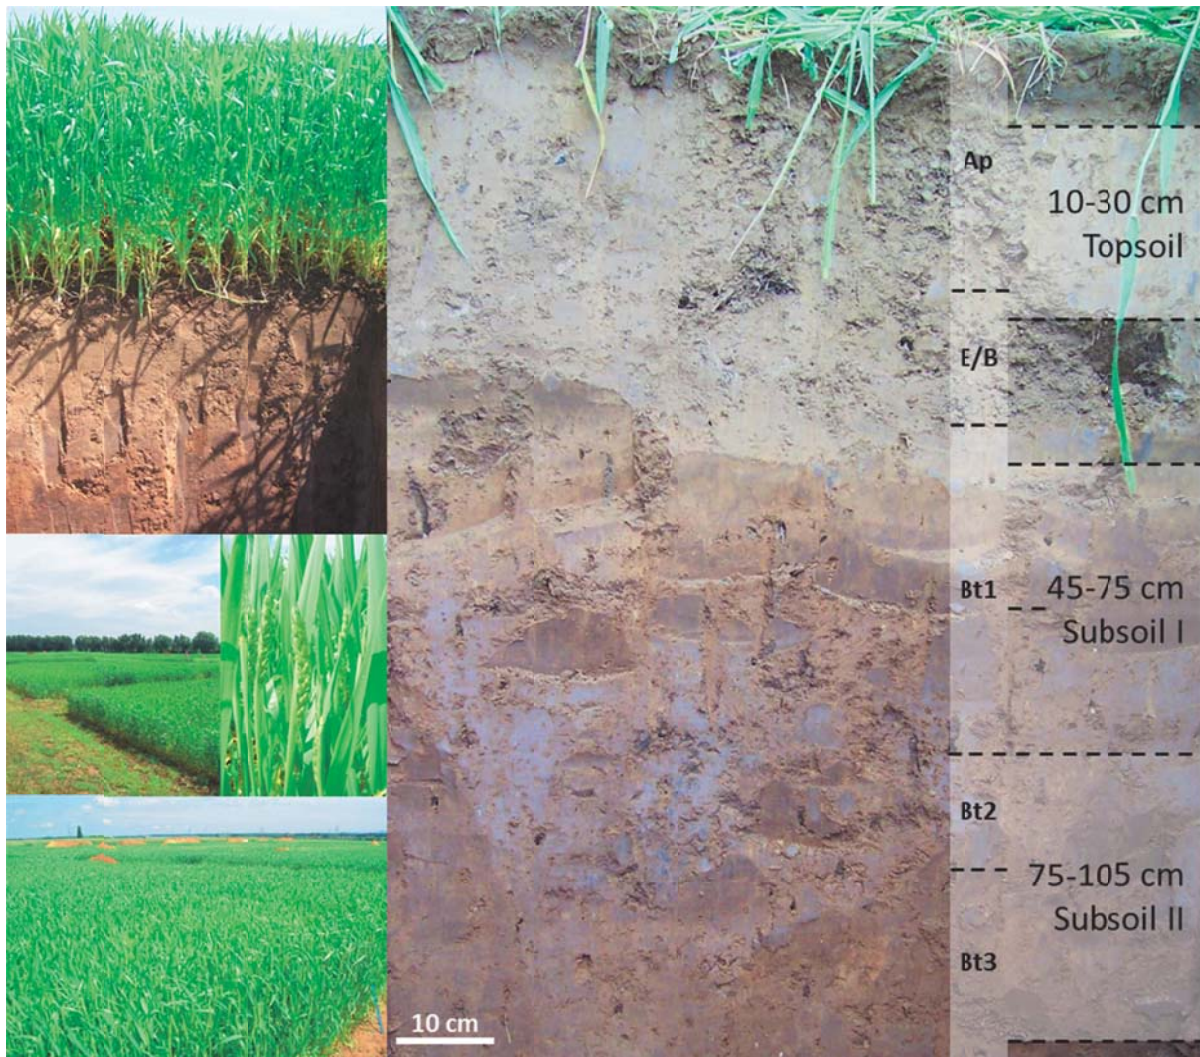 Ap
10-30 cm
Topsoil
E/B
Bt1
45-75 cm
Subsoil I
Bt2
75-105 cm
Subsoil II
Bt3
10 cm